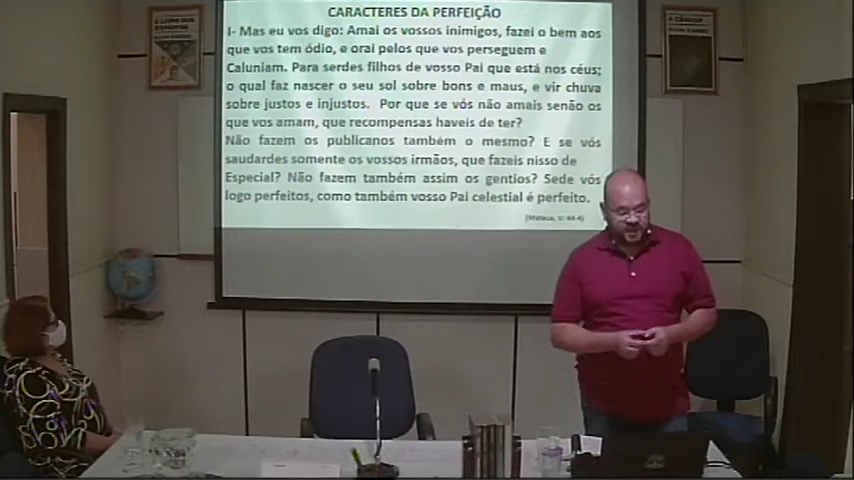 CARACTERES DA PERFEIÇÃO
I- Mas eu vos digo: Amai os vossos inimigos, fazei o bem aos
que vos tem ódio, e orai pelos que vos perseguem e
Caluniam. Para serdes filhos de vosso Pai que está nos céus;
o qual faz nascer o seu sol sobre bons e maus, e vir chuva
sobre justos e injustos. Por que se vós não amais senão os
que vos amam, que recompensas haveis de ter?
Não fazem os publicanos também o mesmo? E se vós
saudardes somente os vossos irmãos, que fazeis nisso de
Especial? Não fazem também assim os gentios? Sede vós
logo perfeitos, como também vosso Pai celestial é perfeito.